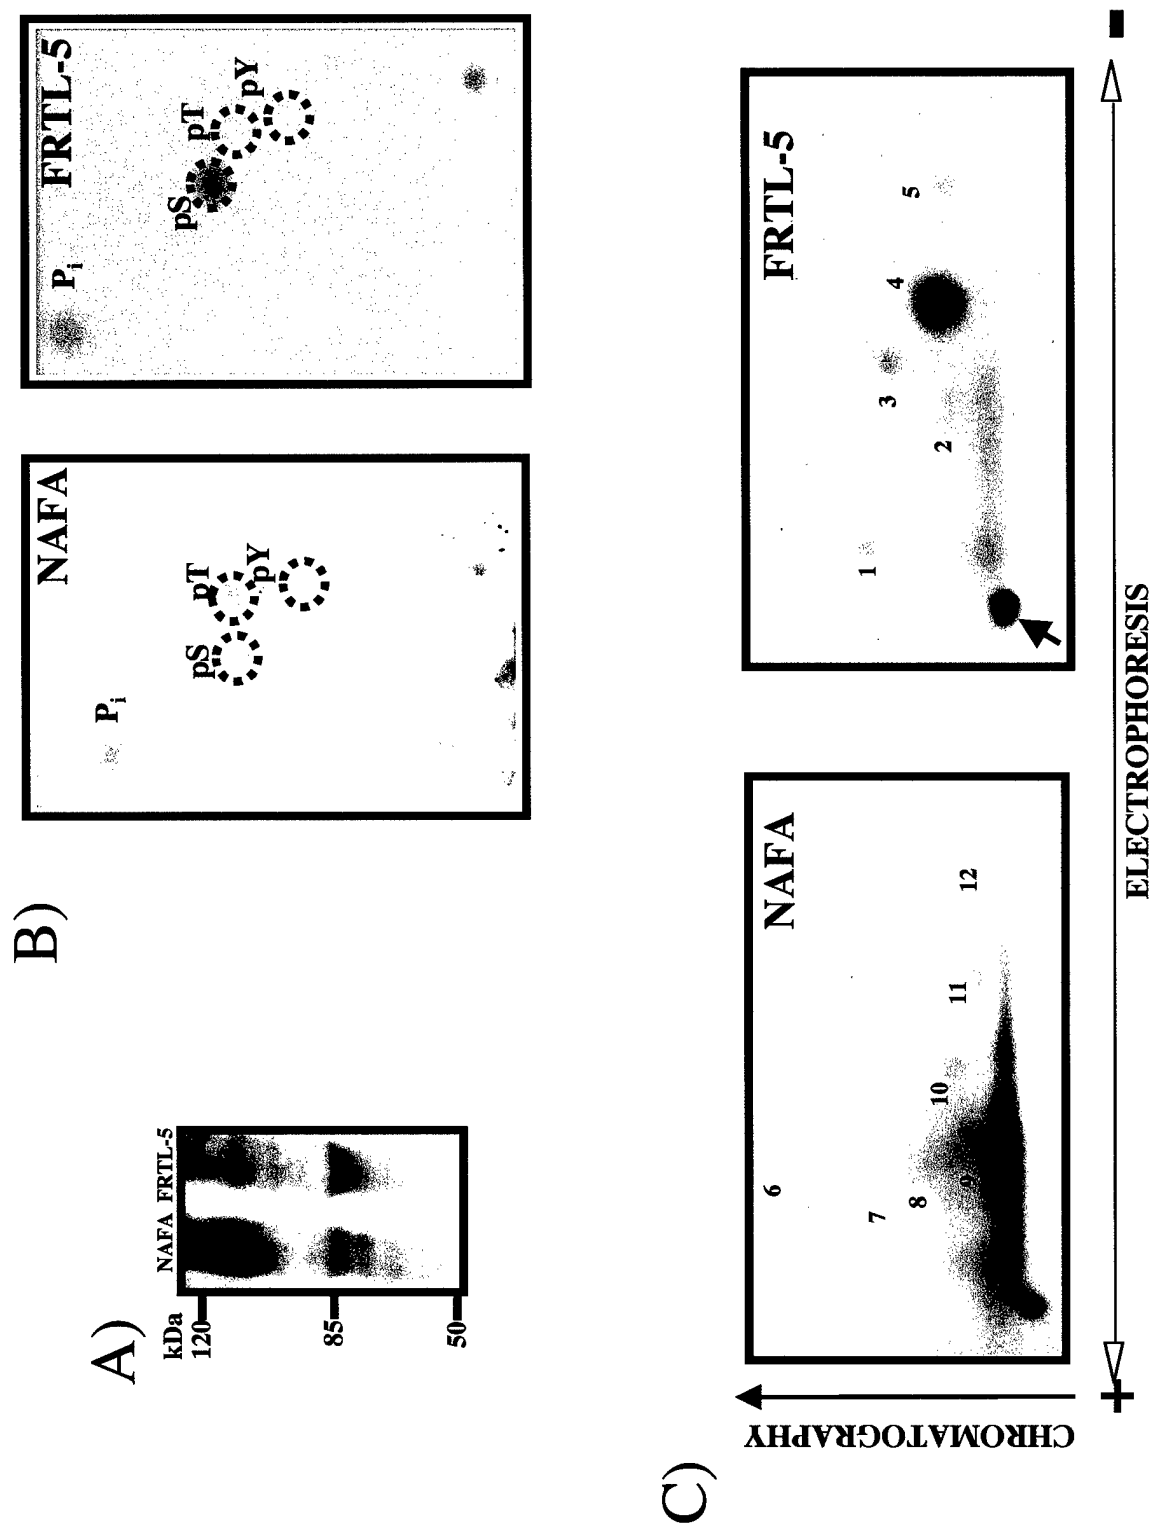 A)
kDa
NAFA FRTL-5
120
85
50
B)
NAFA
Pi
pS
pT
pY
FRTL-5
Pi
pS
pT
pY
C)
CHROMATOGRAPHY
NAFA
6
7
8
9
10
11
12
FRTL-5
1
2
3
4
5
+
ELECTROPHORESIS
-